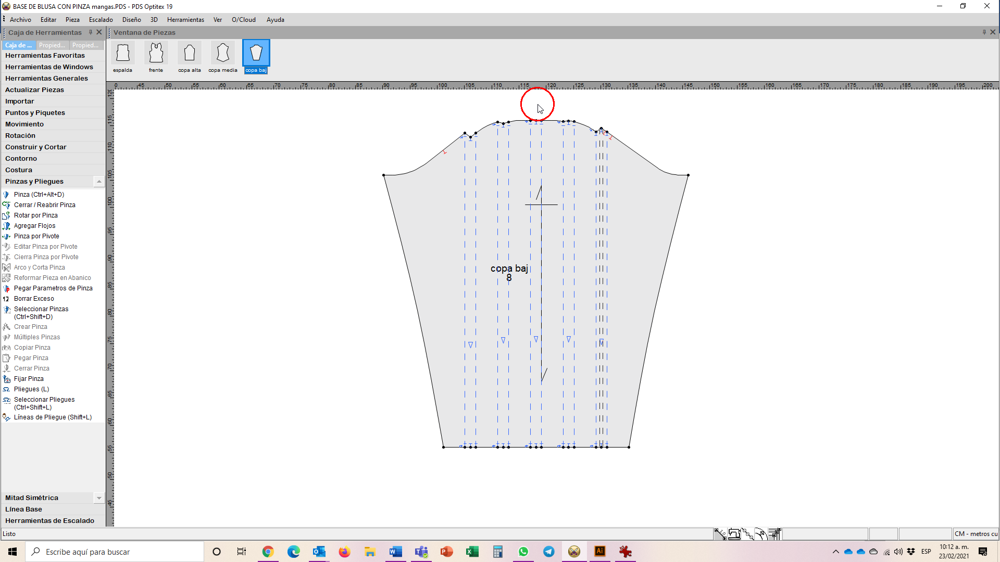 BASE DE BLUSA CON PINZA mangas.PDS - PDS Optitex 19
Archivo Editar Pieza Escalado Diseño 3D Herramientas Ver O/Cloud Ayuda
Caja de Herramientas
Ventana de Piezas
Caja de ... Propied... Propied...
Herramientas Favoritas
Herramientas de Windows
Herramientas Generales
Actualizar Piezas
Importar
Puntos y Piquetes
Movimiento
Rotación
Construir y Cortar
Contorno
Costura
Pinzas y Pliegues
Pinza (Ctrl+Alt+D)
Cerrar / Reabrir Pinza
Rotar por Pinza
Agregar Flojos
Pinza por Pivote
Editar Pinza por Pivote
Cierra Pinza por Pivote
Arco y Corta Pinza
Reformar Pieza en Abanico
Pegar Parametros de Pinza
Borrar Exceso
Seleccionar Pinzas
(Ctrl+Shift+D)
Crear Pinza
Múltiples Pinzas
Copiar Pinza
Pegar Pinza
Cerrar Pinza
Fijar Pinza
Pliegues (L)
Seleccionar Pliegues
(Ctrl+Shift+L)
Líneas de Pliegue (Shift+L)
Mitad Simétrica
Línea Base
Herramientas de Escalado
espalda frente copa alta copa media copa baj
0 45 50 55 60 65 70 75 80 85 90 95 100 105 110 115 120 125 130 135 140 145 150 155 160 165 170 175 180 185 190 195 200
120
115
110
105
100
95
90
85
80
75
70
65
60
55
50
45
copa baj
8
Listo
CM - metros cu
Escribe aquí para buscar
ESP
10:12 a. m.
23/02/2021